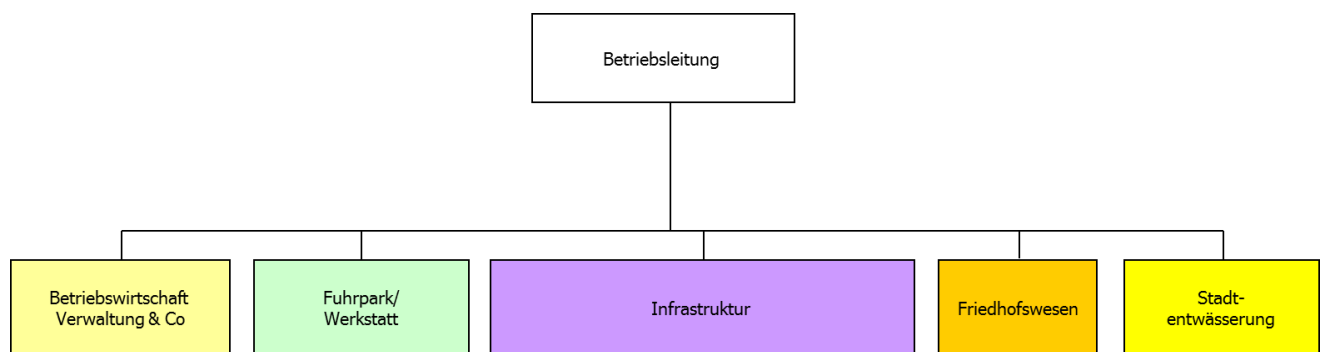 Betriebsleitung
Betriebswirtschaft
Verwaltung & Co
Fuhrpark/
Werkstatt
Infrastruktur
Friedhofswesen
Stadt-
entwässerung